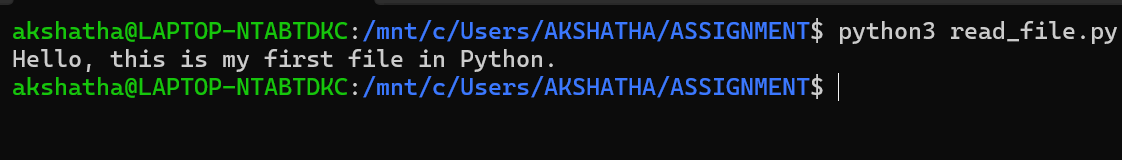 akshatha@LAPTOP-NTABTDKC:/mnt/c/Users/AKSHATHA/ASSIGNMENT$ python3 read_file.py
Hello, this is my first file in Python.
akshatha@LAPTOP-NTABTDKC:/mnt/c/Users/AKSHATHA/ASSIGNMENT$